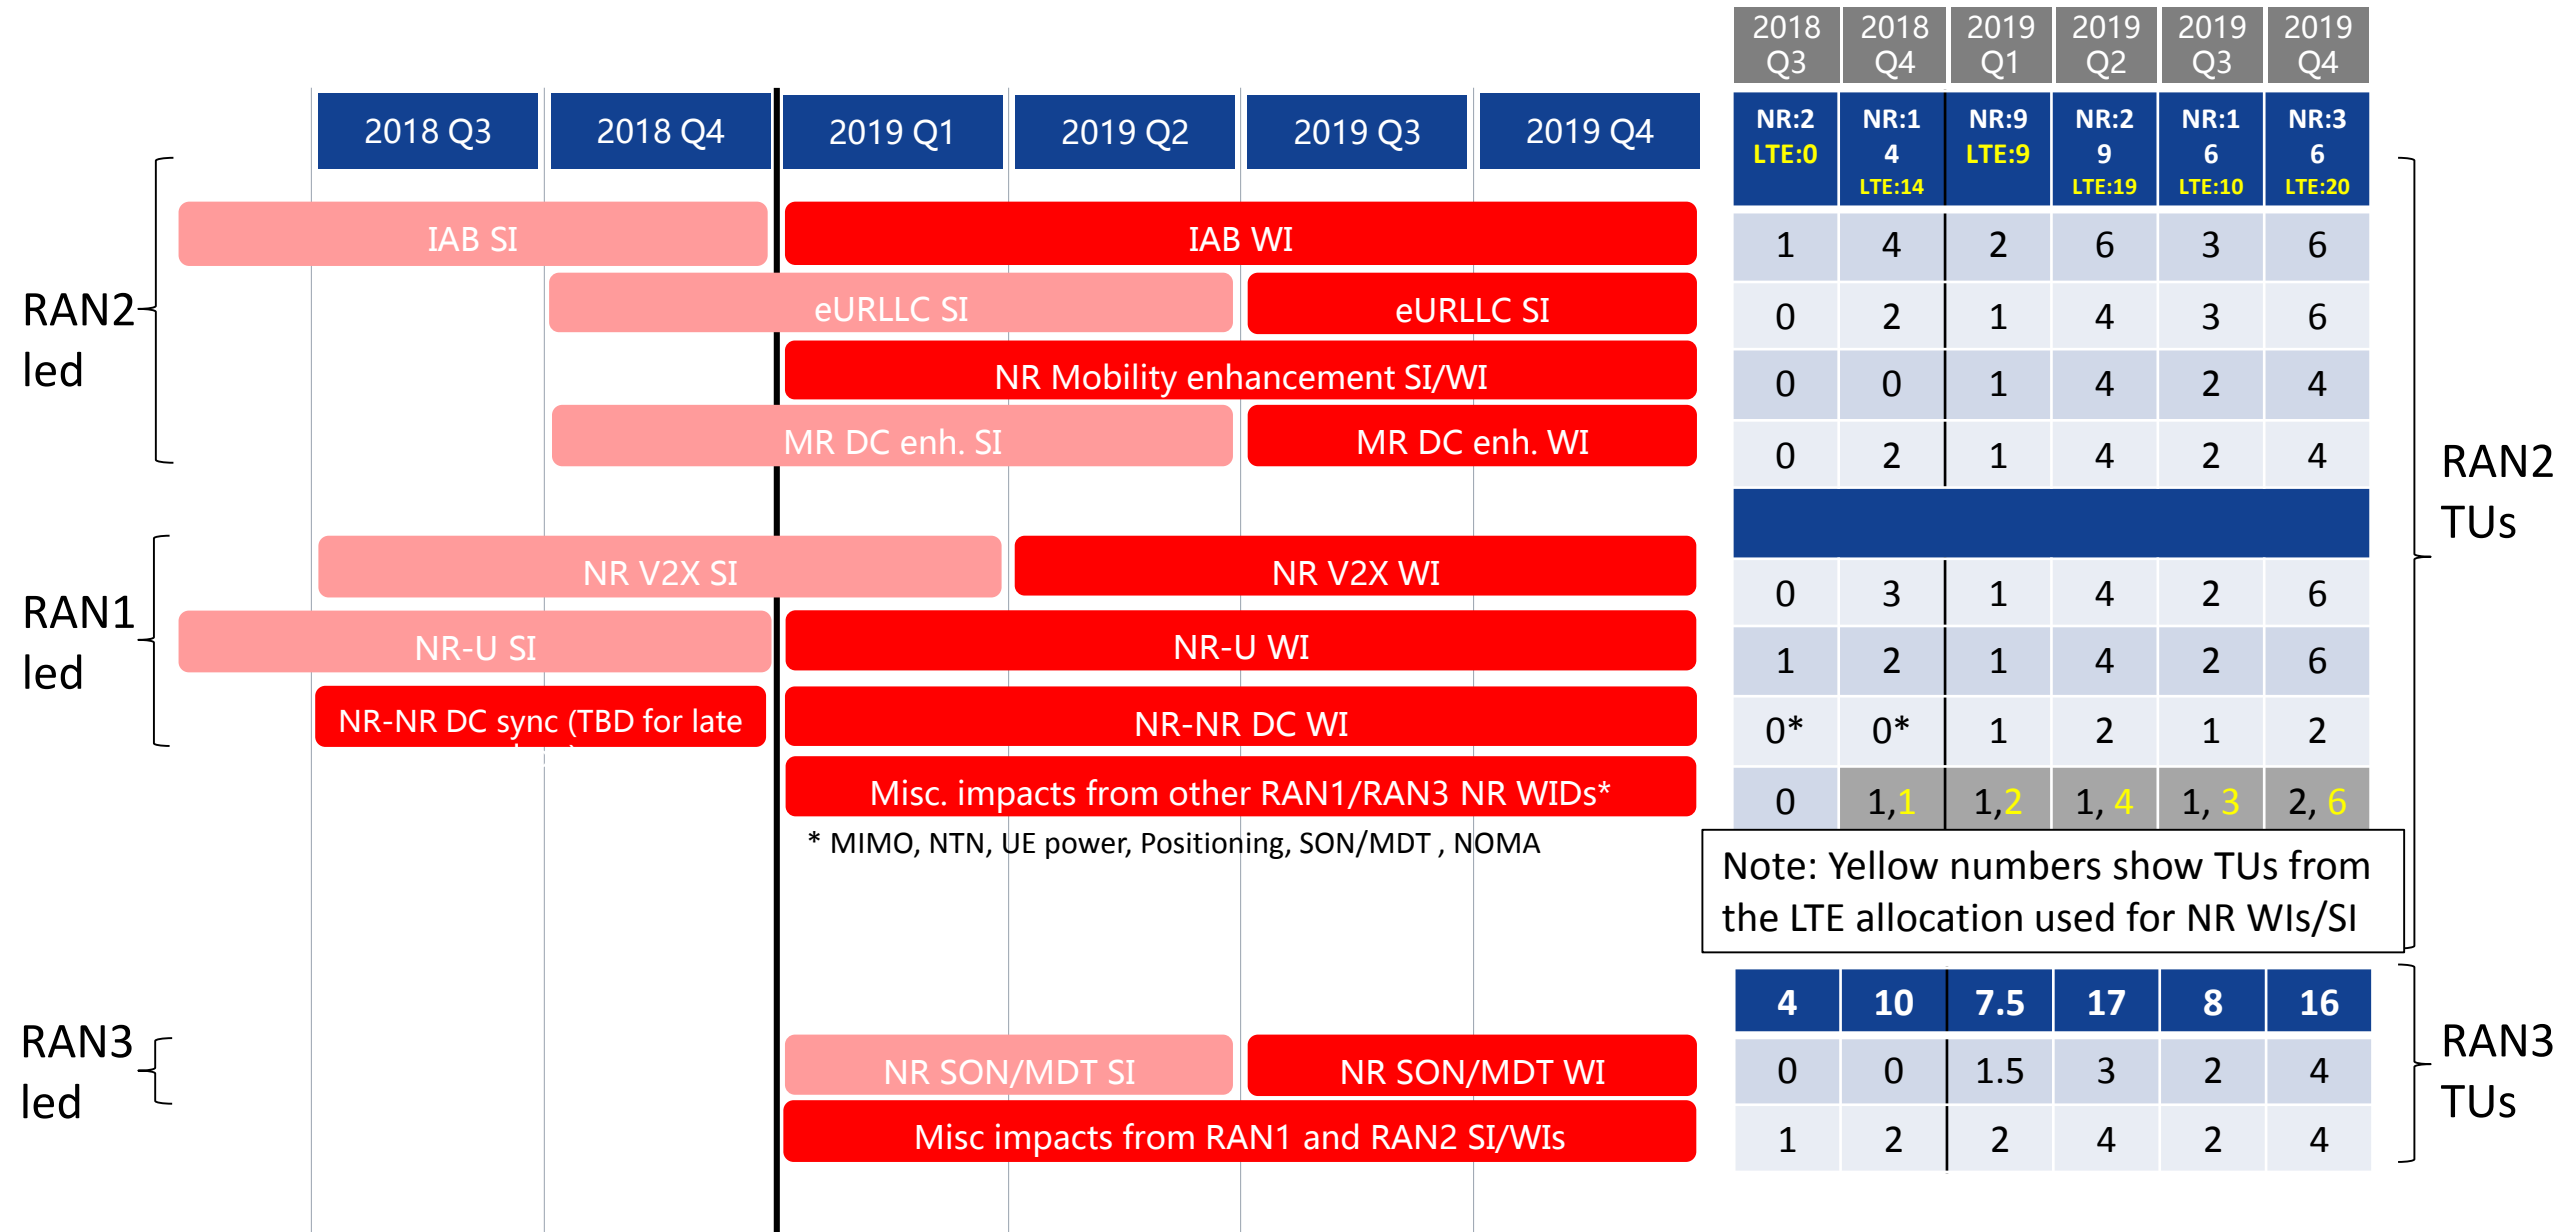 2018 Q3
2018 Q4
2019 Q1
2019 Q2
2019 Q3
2019 Q4
RAN2
led
IAB SI
IAB WI
eURLLC SI
eURLLC SI
NR Mobility enhancement SI/WI
MR DC enh. SI
MR DC enh. WI
RAN1
led
NR V2X SI
NR V2X WI
NR-U SI
NR-U WI
NR-NR DC sync (TBD for late
NR-NR DC WI
Misc. impacts from other RAN1/RAN3 NR WIDs*
* MIMO, NTN, UE power, Positioning, SON/MDT , NOMA
RAN3
led
NR SON/MDT SI
NR SON/MDT WI
Misc impacts from RAN1 and RAN2 SI/WIs
2018 2018 2019 2019 2019 2019
Q3 Q4 Q1 Q2 Q3 Q4
NR:2 NR:1 NR:9 NR:2 NR:1 NR:3
LTE:0 4 LTE:9 9 6 6
LTE:14 LTE:19 LTE:10 LTE:20
1 4 2 6 3 6
0 2 1 4 3 6
0 0 1 4 2 4
0 2 1 4 2 4
0 3 1 4 2 6
1 2 1 4 2 6
0* 0* 1 2 1 2
0 1,1 1,2 1, 4 1, 3 2, 6
Note: Yellow numbers show TUs from
the LTE allocation used for NR WIs/SI
RAN2
TUs
4 10 7.5 17 8 16
0 0 1.5 3 2 4
1 2 2 4 2 4
RAN3
TUs